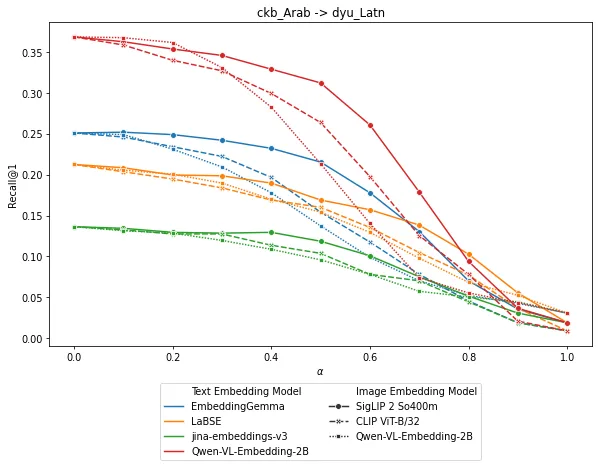 ckb_Arab -> dyu_Latn
Recall@1
0.35
0.30
0.25
0.20
0.15
0.10
0.05
0.00
0.0 0.2 0.4 0.6 0.8 1.0
α
Text Embedding Model
EmbeddingGemma
LaBSE
jina-embeddings-v3
Qwen-VL-Embedding-2B
Image Embedding Model
SigLIP 2 So400m
CLIP ViT-B/32
Qwen-VL-Embedding-2B